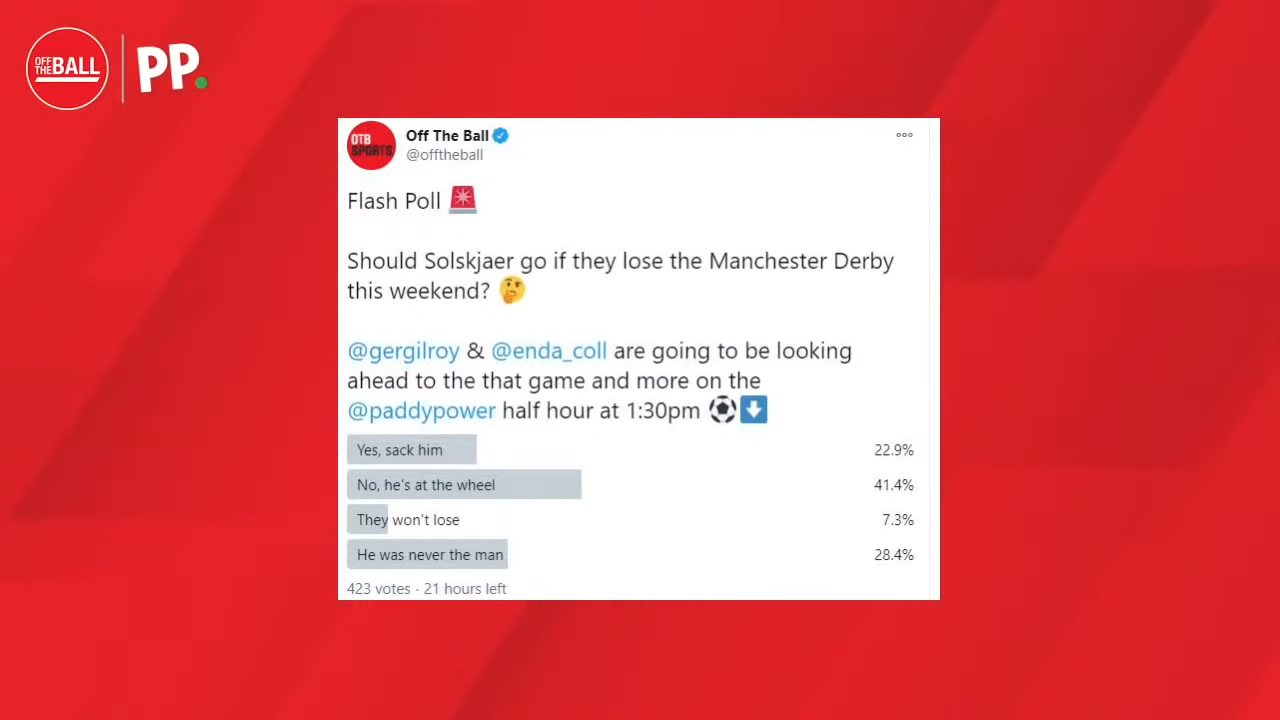 OFF THE BALL
PP.
OTB SPORTS
Off The Ball
@offtheball
Flash Poll 🚨
Should Solskjaer go if they lose the Manchester Derby
this weekend? 🤔
@gergilroy & @enda_coll are going to be looking
ahead to the that game and more on the
@paddypower half hour at 1:30pm ⚽⬇️
Yes, sack him 22.9%
No, he's at the wheel 41.4%
They won't lose 7.3%
He was never the man 28.4%
423 votes · 21 hours left